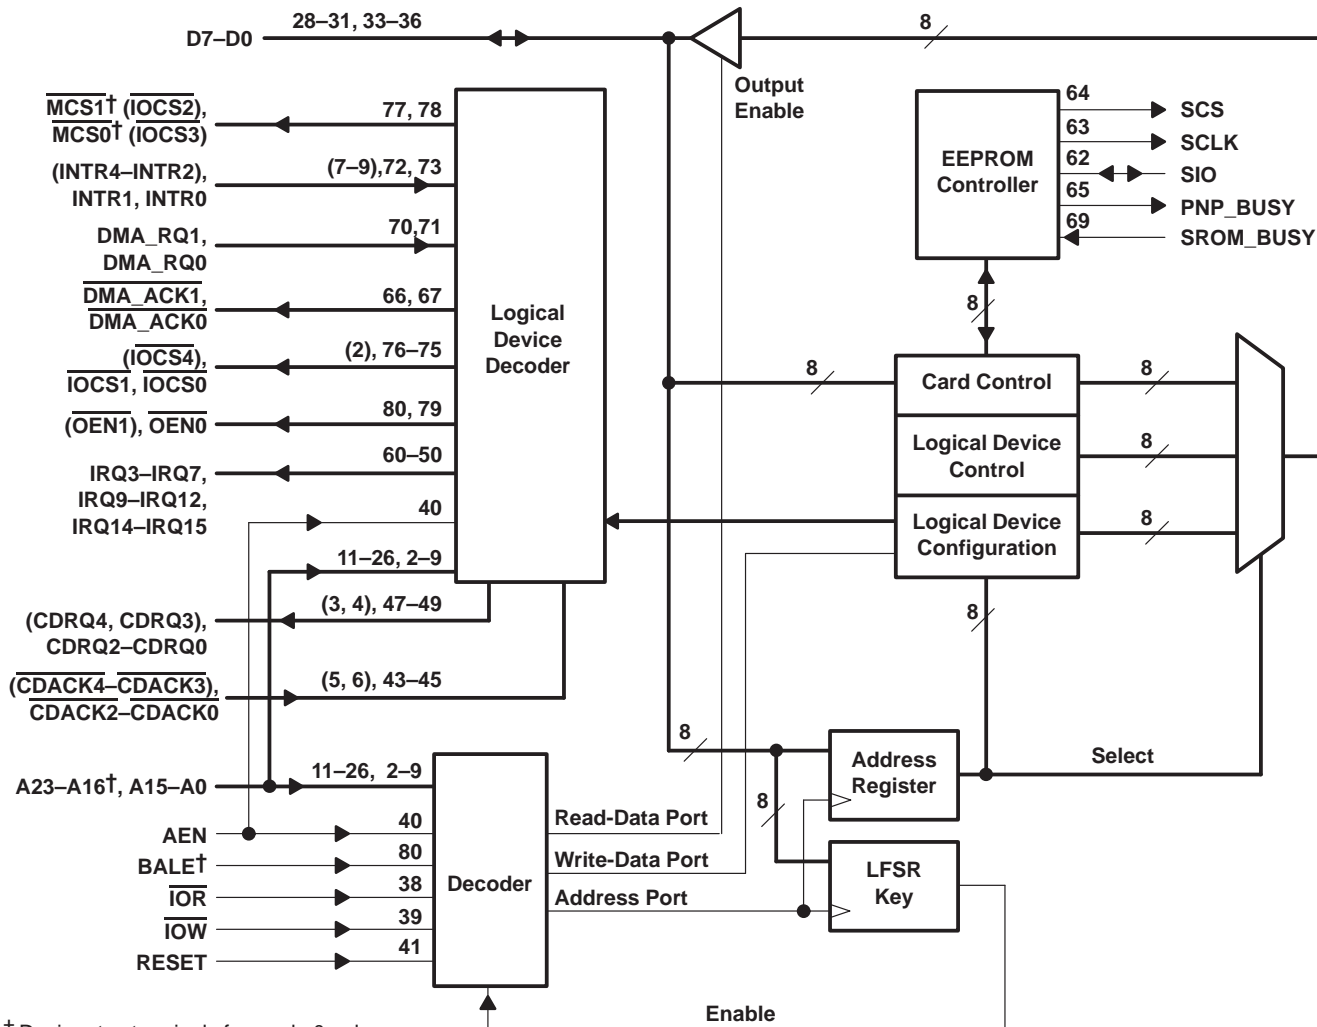 28–31, 33–36
D7–D0
8
Output
Enable
MCS1† (IOCS2),
MCS0† (IOCS3)
77, 78
(INTR4–INTR2),
INTR1, INTR0
(7–9),72, 73
DMA_RQ1,
DMA_RQ0
70,71
DMA_ACK1,
DMA_ACK0
66, 67
(IOCS4),
IOCS1, IOCS0
(2), 76–75
(OEN1), OEN0
80, 79
IRQ3–IRQ7,
IRQ9–IRQ12,
IRQ14–IRQ15
60–50
40
11–26, 2–9
(CDRQ4, CDRQ3),
CDRQ2–CDRQ0
(3, 4), 47–49
(CDACK4–CDACK3),
CDACK2–CDACK0
(5, 6), 43–45
Logical
Device
Decoder
EEPROM
Controller
64
SCS
63
SCLK
62
SIO
65
PNP_BUSY
69
SROM_BUSY
8
8
Card Control
8
Logical Device
Control
8
Logical Device
Configuration
8
8
8
8
Address
Register
Select
LFSR
Key
A23–A16†, A15–A0
11–26, 2–9
AEN
40
BALE†
80
IOR
38
IOW
39
RESET
41
Decoder
Read-Data Port
Write-Data Port
Address Port
Enable